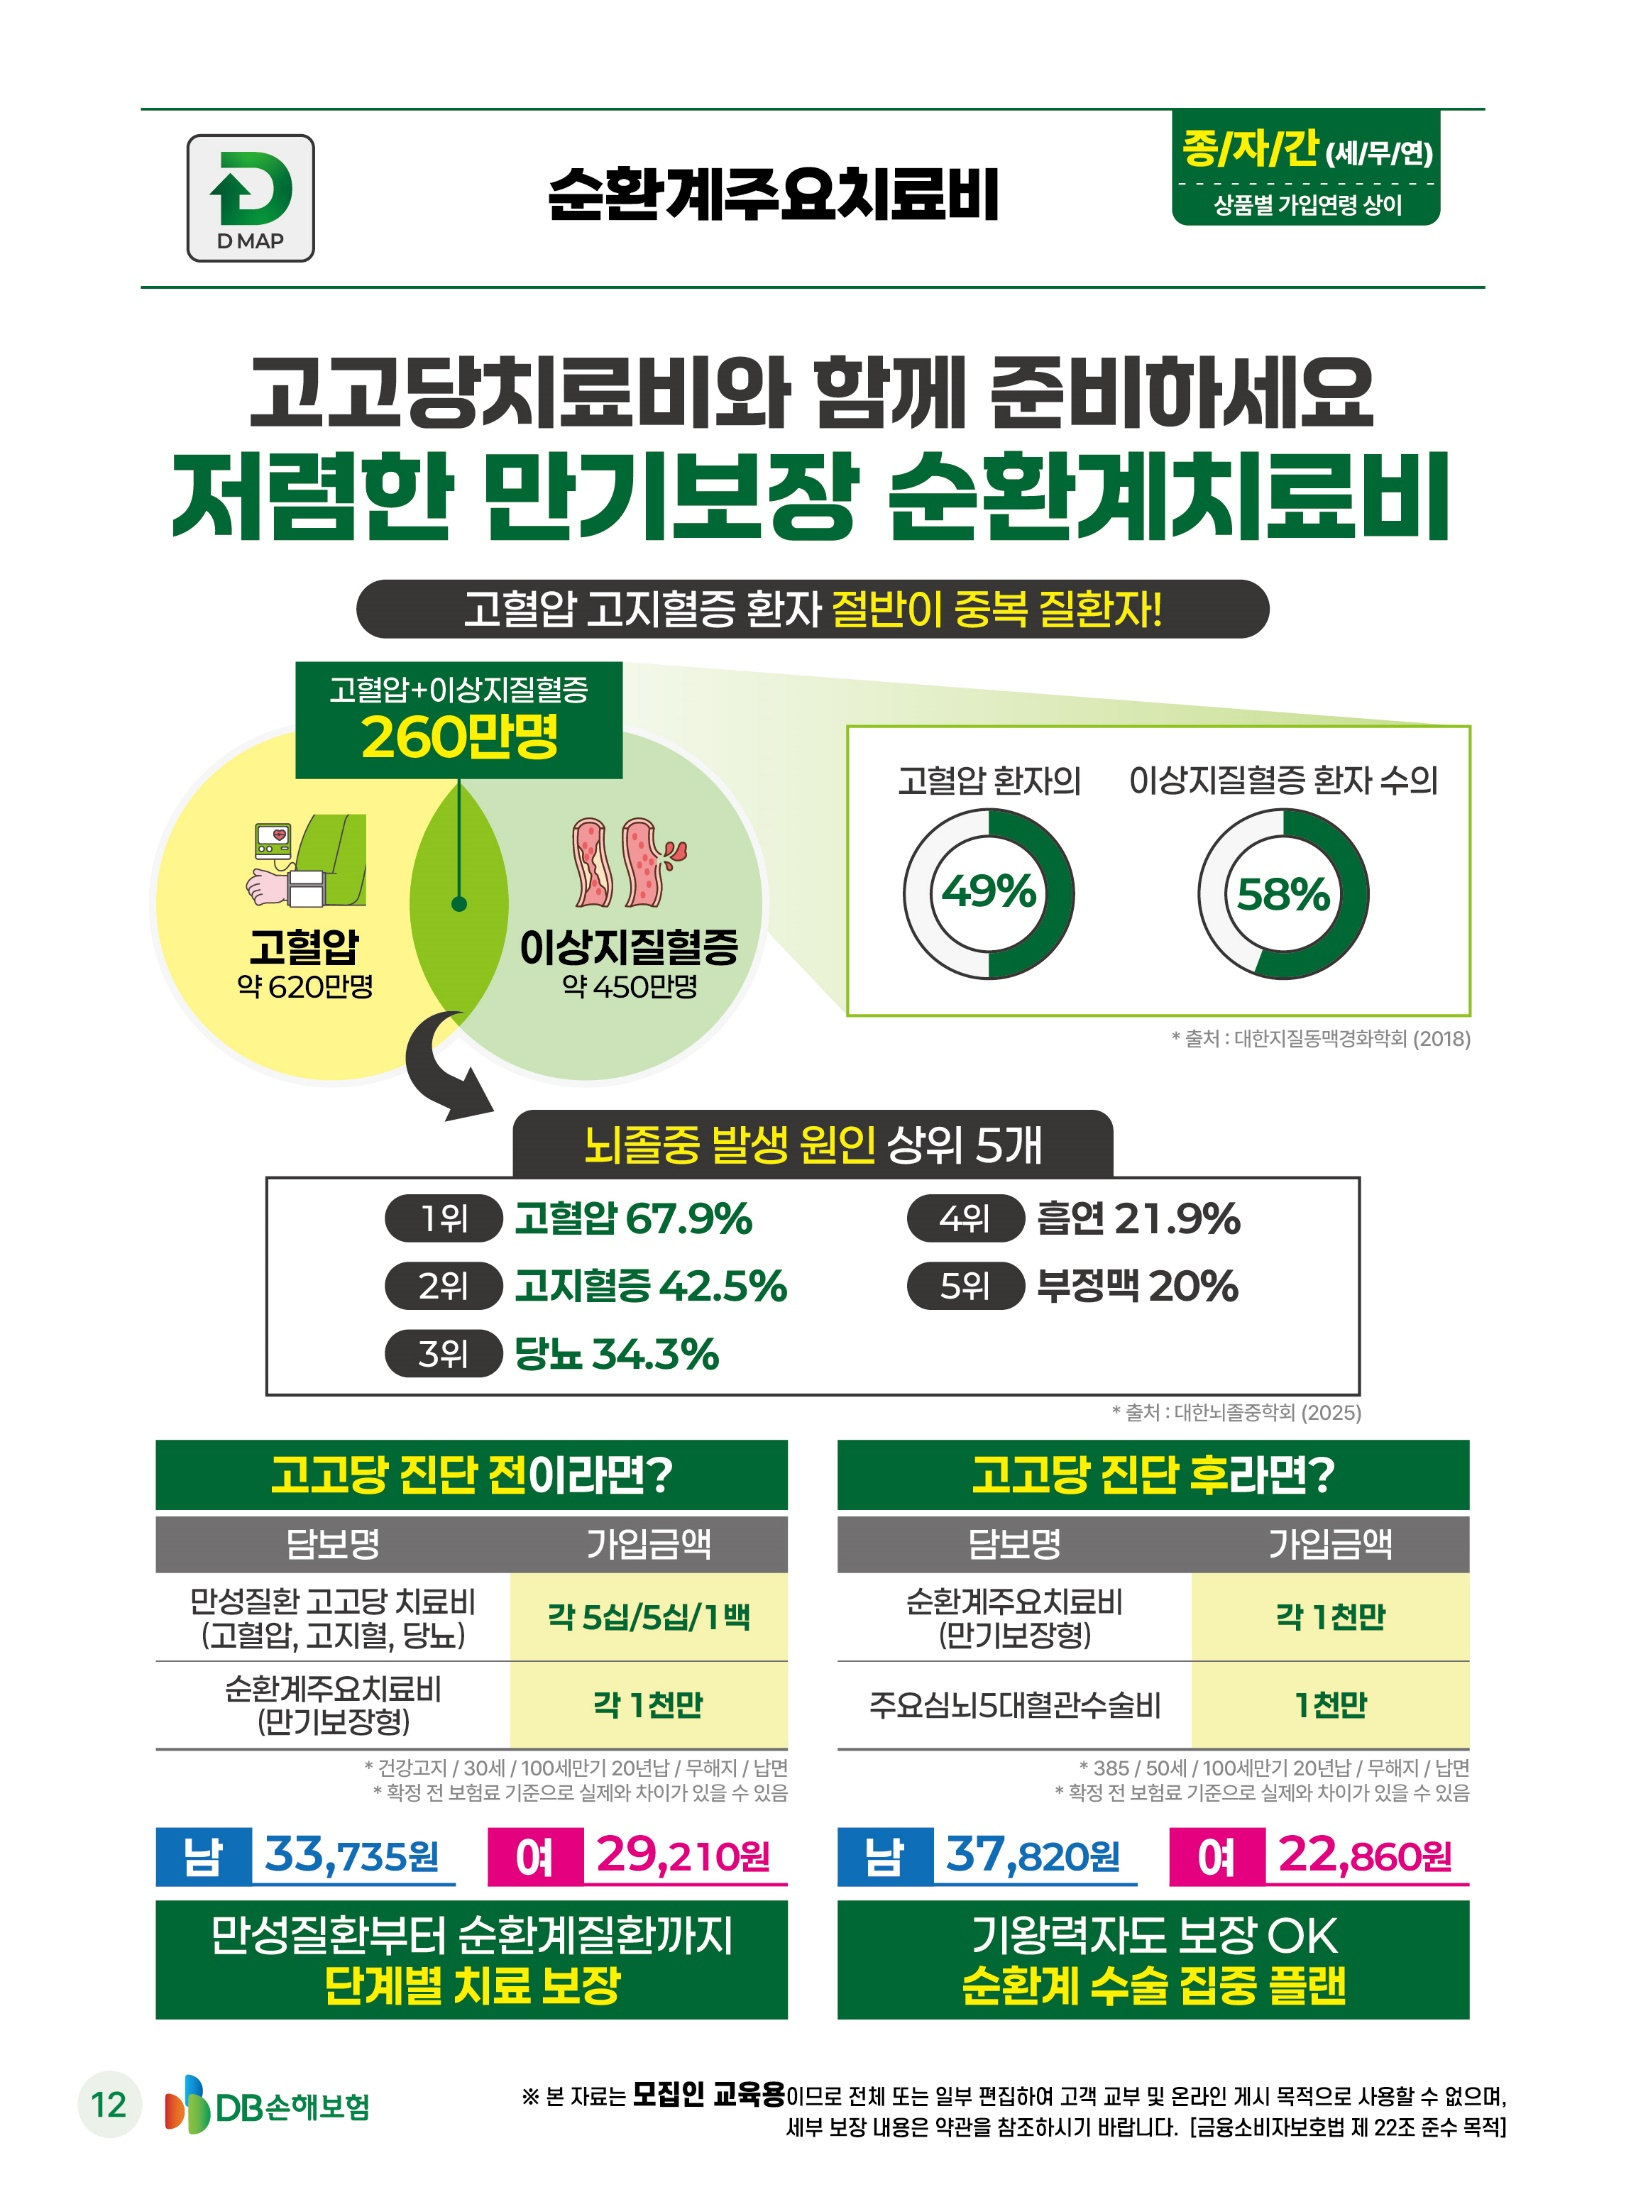 D MAP
순환계주요치료비
종/자/간 (세/무/연)
상품별 가입연령 상이
고고당치료비와 함께 준비하세요
저렴한 만기보장 순환계치료비
고혈압 고지혈증 환자 절반이 중복 질환자!
고혈압+이상지질혈증
260만명
고혈압
약 620만명
이상지질혈증
약 450만명
고혈압 환자의
49%
이상지질혈증 환자 수의
58%
* 출처 : 대한지질동맥경화학회 (2018)
뇌졸중 발생 원인 상위 5개
1위 고혈압 67.9%
2위 고지혈증 42.5%
3위 당뇨 34.3%
4위 흡연 21.9%
5위 부정맥 20%
* 출처 : 대한뇌졸중학회 (2025)
고고당 진단 전이라면?
담보명 가입금액
만성질환 고고당 치료비
(고혈압, 고지혈, 당뇨)
각 5십/5십/1백
순환계주요치료비
(만기보장형)
각 1천만
* 건강고지 / 30세 / 100세만기 20년납 / 무해지 / 납면
* 확정 전 보험료 기준으로 실제와 차이가 있을 수 있음
남 33,735원 여 29,210원
만성질환부터 순환계질환까지
단계별 치료 보장
고고당 진단 후라면?
담보명 가입금액
순환계주요치료비
(만기보장형)
각 1천만
주요심뇌5대혈관수술비 1천만
* 385 / 50세 / 100세만기 20년납 / 무해지 / 납면
* 확정 전 보험료 기준으로 실제와 차이가 있을 수 있음
남 37,820원 여 22,860원
기왕력자도 보장 OK
순환계 수술 집중 플랜
12
DB손해보험
※ 본 자료는 모집인 교육용이므로 전체 또는 일부 편집하여 고객 교부 및 온라인 게시 목적으로 사용할 수 없으며,
세부 보장 내용은 약관을 참조하시기 바랍니다. [금융소비자보호법 제 22조 준수 목적]